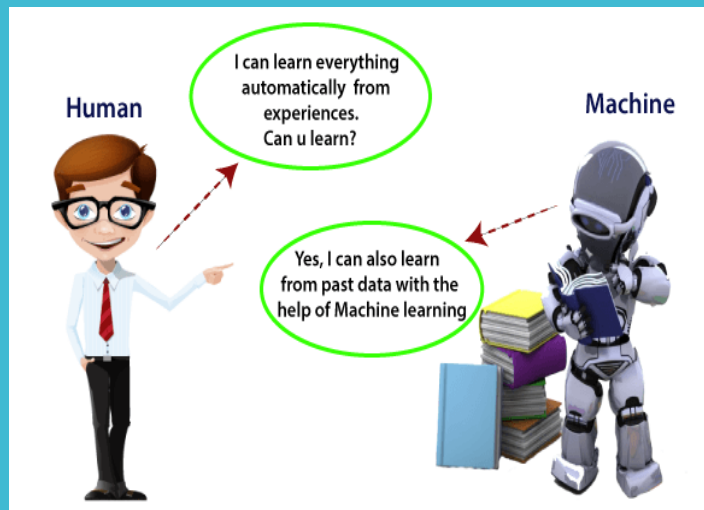 Human
I can learn everything
automatically from
experiences.
Can u learn?
Machine
Yes, I can also learn
from past data with the
help of Machine learning